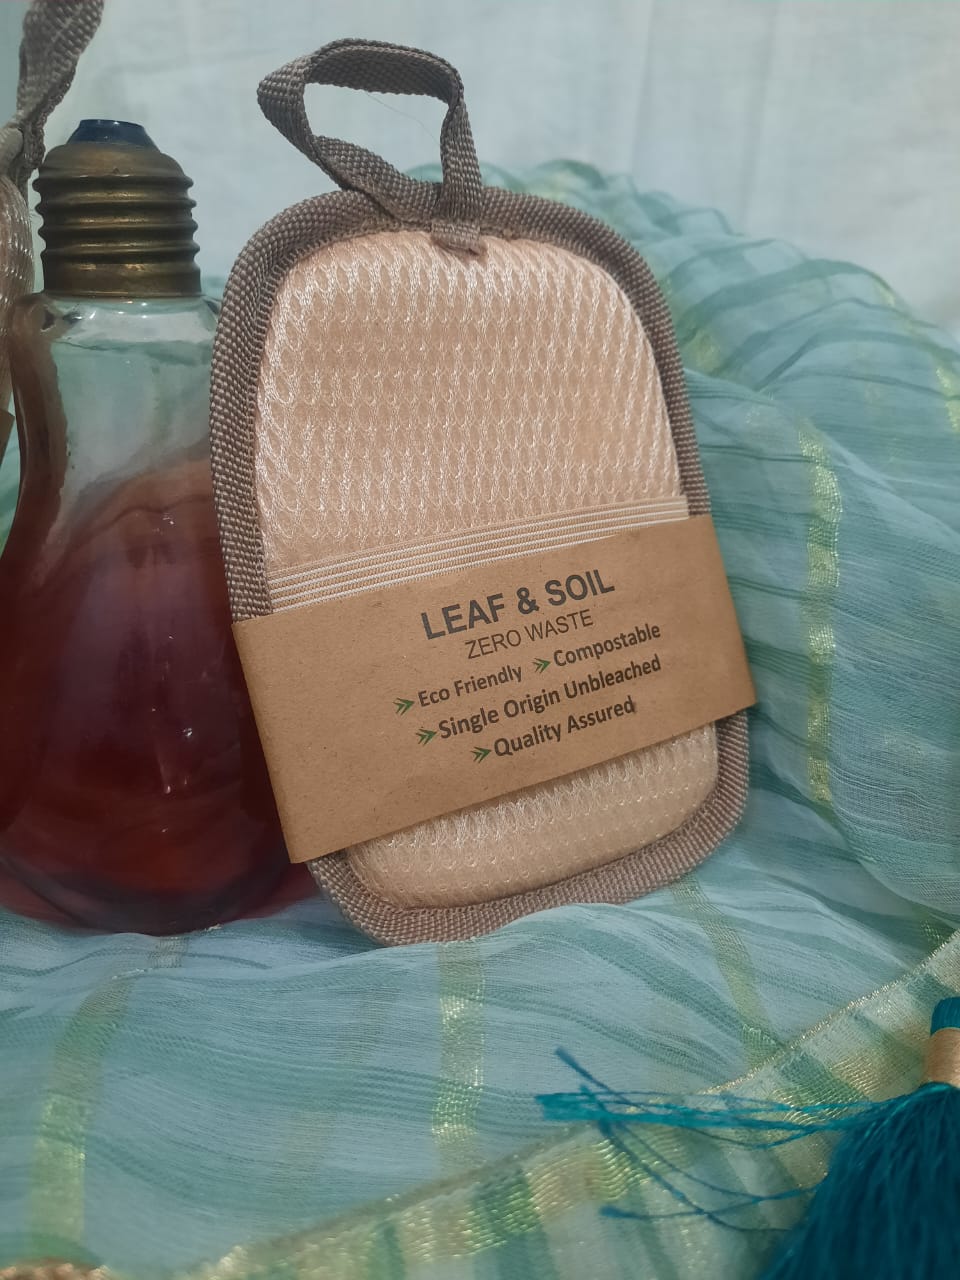 LEAF & SOIL
ZERO WASTE
Eco Friendly Compostable
Single Origin Unbleached
Quality Assured